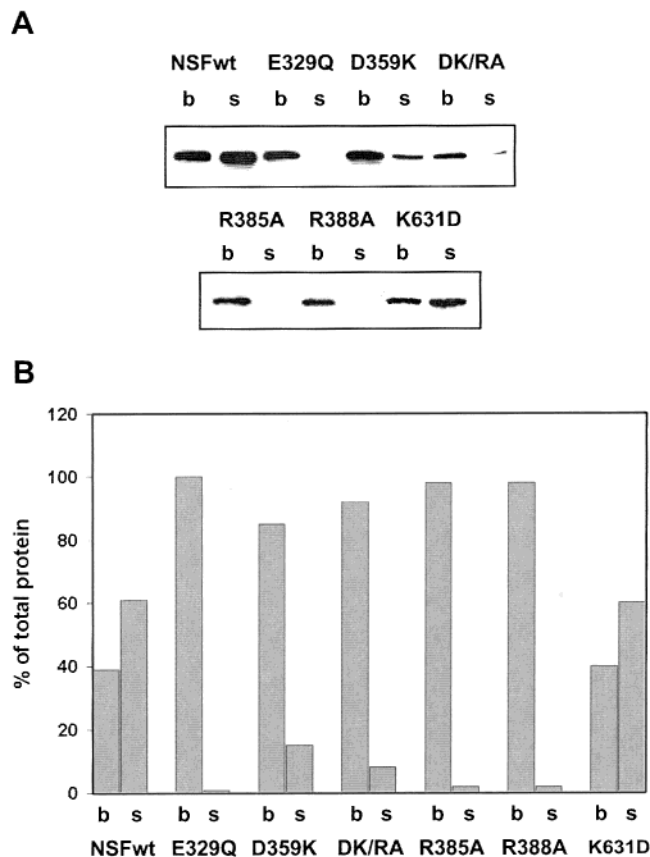 A
NSFwt E329Q D359K DK/RA
b s b s b s b s
R385A R388A K631D
b s b s b s
B
120
100
80
60
40
20
0
% of total protein
b s b s b s b s b s b s b s
NSFwt E329Q D359K DK/RA R385A R388A K631D